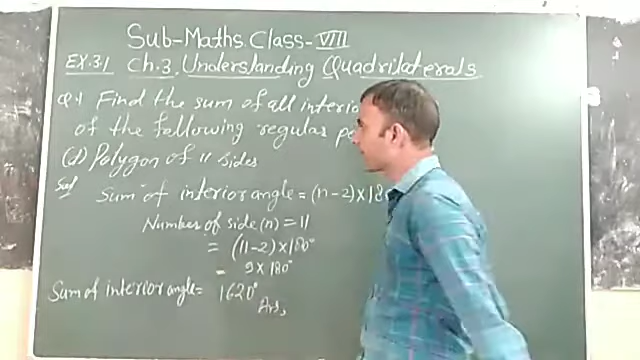 Sub-Maths Class-VIII
EX.3.1 Ch.3. Understanding Quadrilaterals
Q.1 Find the sum of all interio
of the following regular po
(d) Polygon of 11 sides
Sol Sum of interior angle = (n-2)×180
Number of side (n) = 11
= (11-2)×180°
= 9×180°
Sum of interior angle = 1620°
Ans,